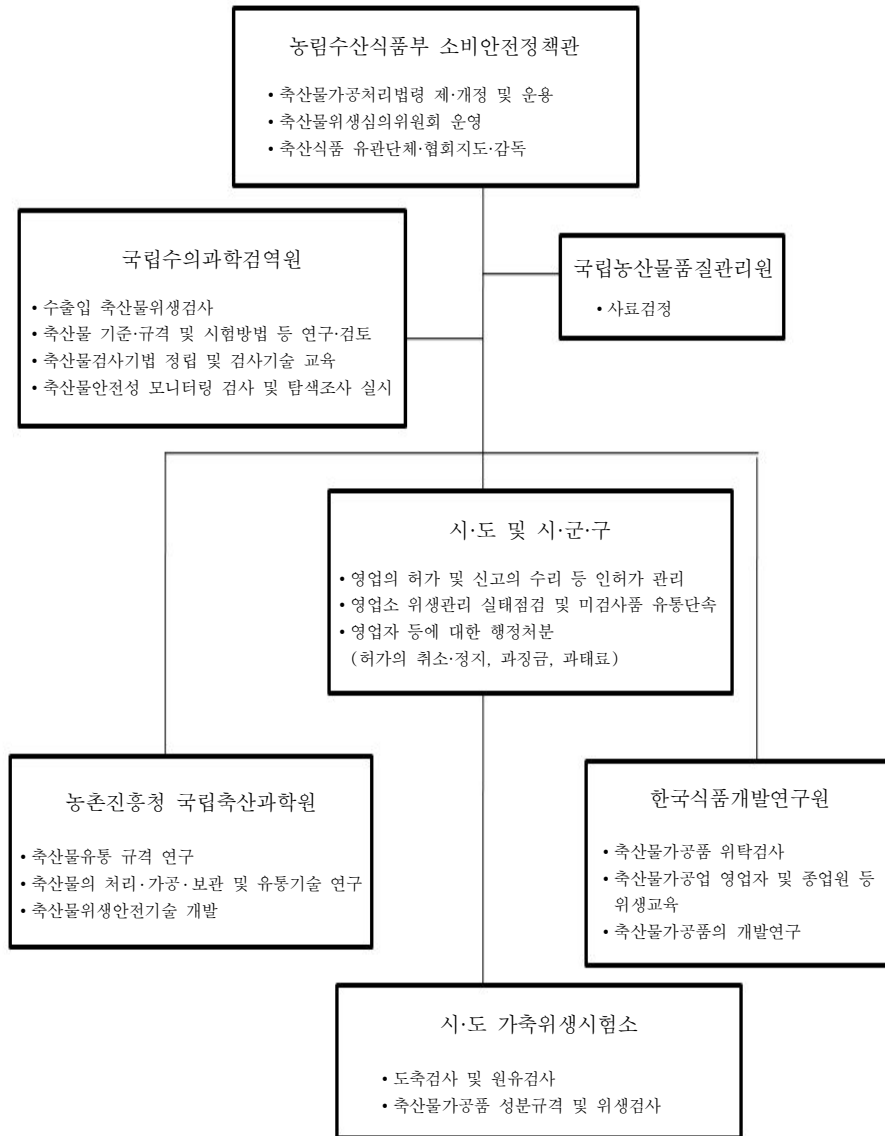 농림수산식품부 소비안전정책관
• 축산물가공처리법령 제·개정 및 운용
• 축산물위생심의위원회 운영
• 축산식품 유관단체·협회지도·감독
국립수의과학검역원
• 수출입 축산물위생검사
• 축산물 기준·규격 및 시험방법 등 연구·검토
• 축산물검사기법 정립 및 검사기술 교육
• 축산물안전성 모니터링 검사 및 탐색조사 실시
국립농산물품질관리원
• 사료검정
시·도 및 시·군·구
• 영업의 허가 및 신고의 수리 등 인허가 관리
• 영업소 위생관리 실태점검 및 미검사품 유통단속
• 영업자 등에 대한 행정처분
(허가의 취소·정지, 과징금, 과태료)
농촌진흥청 국립축산과학원
• 축산물유통 규격 연구
• 축산물의 처리·가공·보관 및 유통기술 연구
• 축산물위생안전기술 개발
한국식품개발연구원
• 축산물가공품 위탁검사
• 축산물가공업 영업자 및 종업원 등
위생교육
• 축산물가공품의 개발연구
시·도 가축위생시험소
• 도축검사 및 원유검사
• 축산물가공품 성분규격 및 위생검사